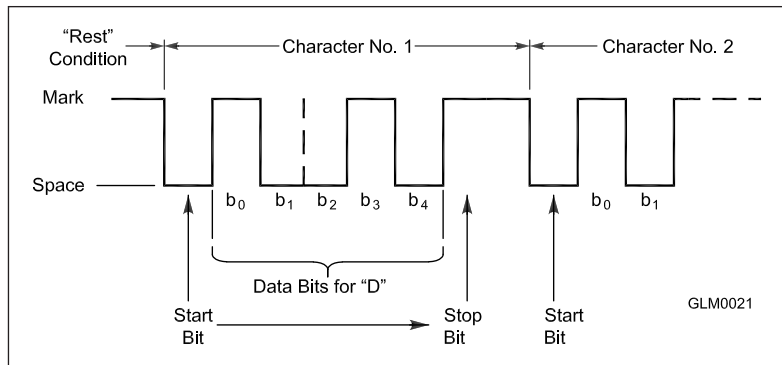 “Rest”
Condition
Character No. 1
Character No. 2
Mark
Space
b0 b1 b2 b3 b4 b0 b1
Data Bits for “D”
Start
Bit
Stop
Bit
Start
Bit
GLM0021